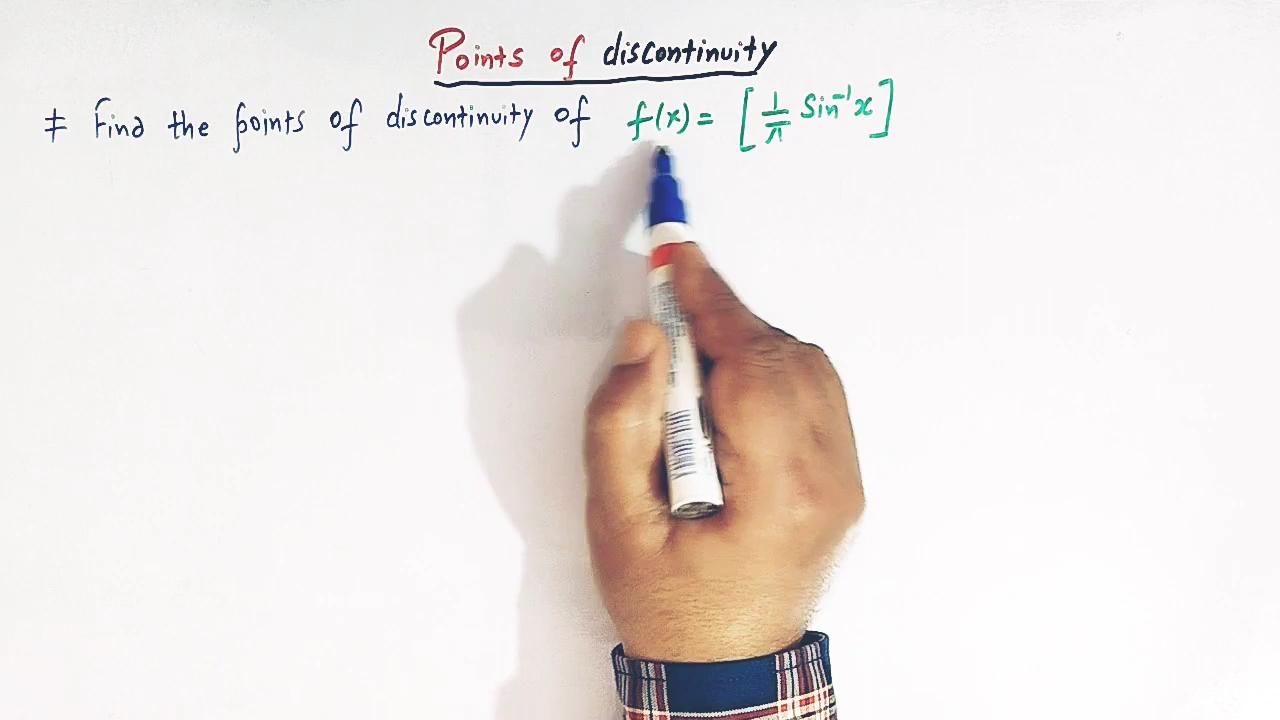 Points of discontinuity
# Find the points of discontinuity of f(x) = [1/π Sin⁻¹x]